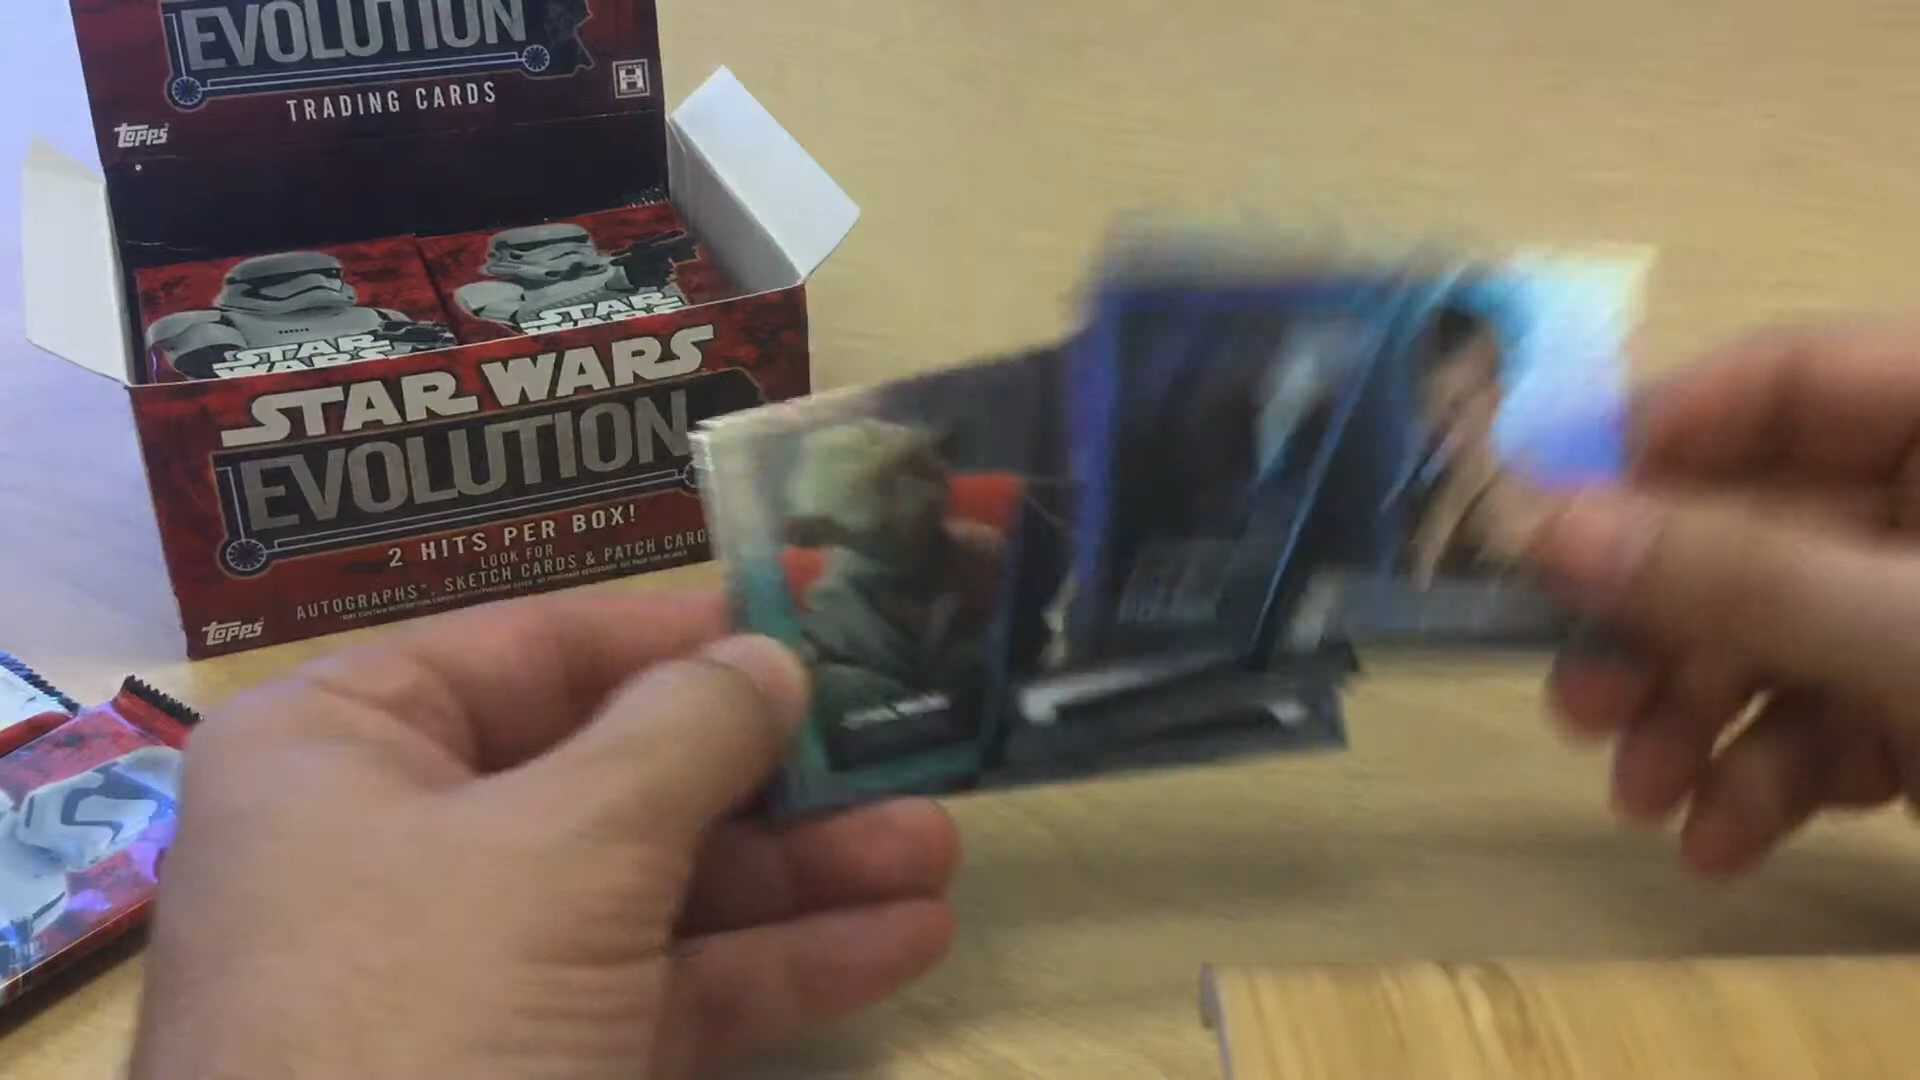 EVOLUTION
TRADING CARDS
topps
STAR WARS
STAR WARS
STAR WARS
EVOLUTION
2 HITS PER BOX!
LOOK FOR
AUTOGRAPHS*, SKETCH CARDS & PATCH CARD
topps